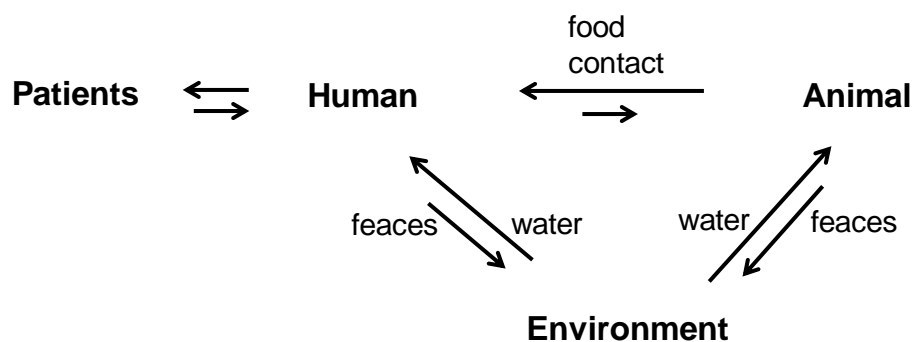 food
contact
Patients
Human
Animal
feaces
water
water
feaces
Environment